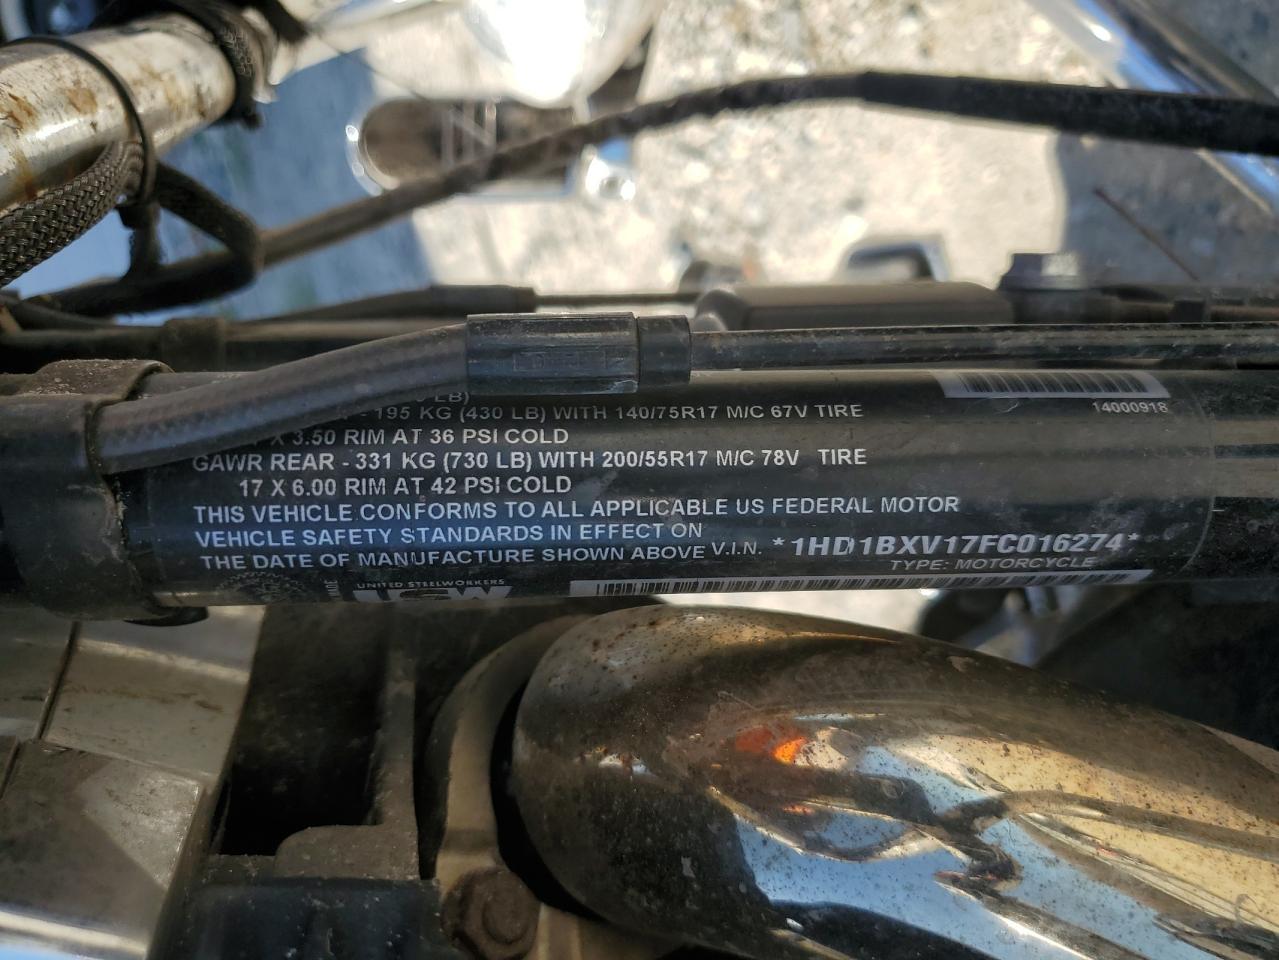 LB)
- 195 KG (430 LB) WITH 140/75R17 M/C 67V TIRE
X 3.50 RIM AT 36 PSI COLD
GAWR REAR - 331 KG (730 LB) WITH 200/55R17 M/C 78V TIRE
17 X 6.00 RIM AT 42 PSI COLD
THIS VEHICLE CONFORMS TO ALL APPLICABLE US FEDERAL MOTOR
VEHICLE SAFETY STANDARDS IN EFFECT ON
THE DATE OF MANUFACTURE SHOWN ABOVE V.I.N. *1HD1BXV17FC016274*
TYPE: MOTORCYCLE
UNITED STEELWORKERS
USW
14000918